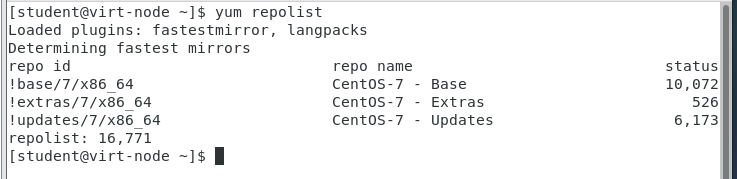 [student@virt-node ~]$ yum repolist
Loaded plugins: fastestmirror, langpacks
Determining fastest mirrors
repo id                             repo name                            status
!base/7/x86_64                      CentOS-7 - Base                      10,072
!extras/7/x86_64                    CentOS-7 - Extras                       526
!updates/7/x86_64                   CentOS-7 - Updates                    6,173
repolist: 16,771
[student@virt-node ~]$